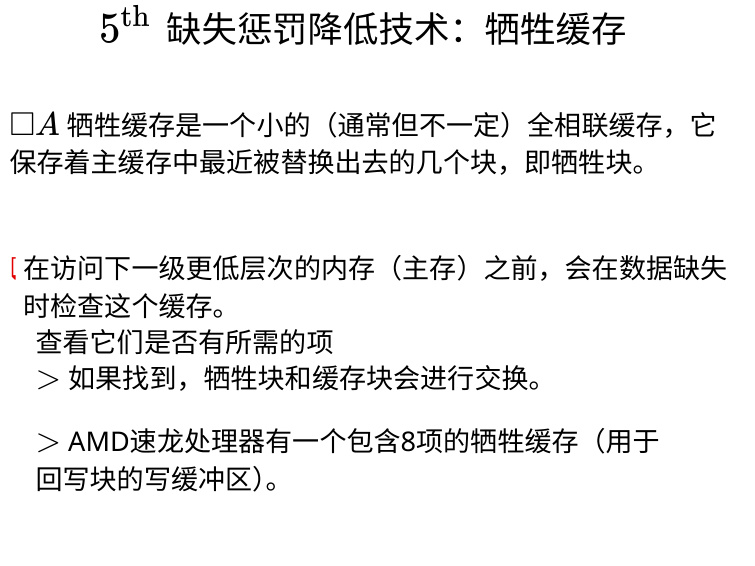 5th 缺失惩罚降低技术：牺牲缓存
□A 牺牲缓存是一个小的（通常但不一定）全相联缓存，它
保存着主缓存中最近被替换出去的几个块，即牺牲块。
在访问下一级更低层次的内存（主存）之前，会在数据缺失
时检查这个缓存。
查看它们是否有所需的项
> 如果找到，牺牲块和缓存块会进行交换。
> AMD速龙处理器有一个包含8项的牺牲缓存（用于
回写块的写缓冲区）。